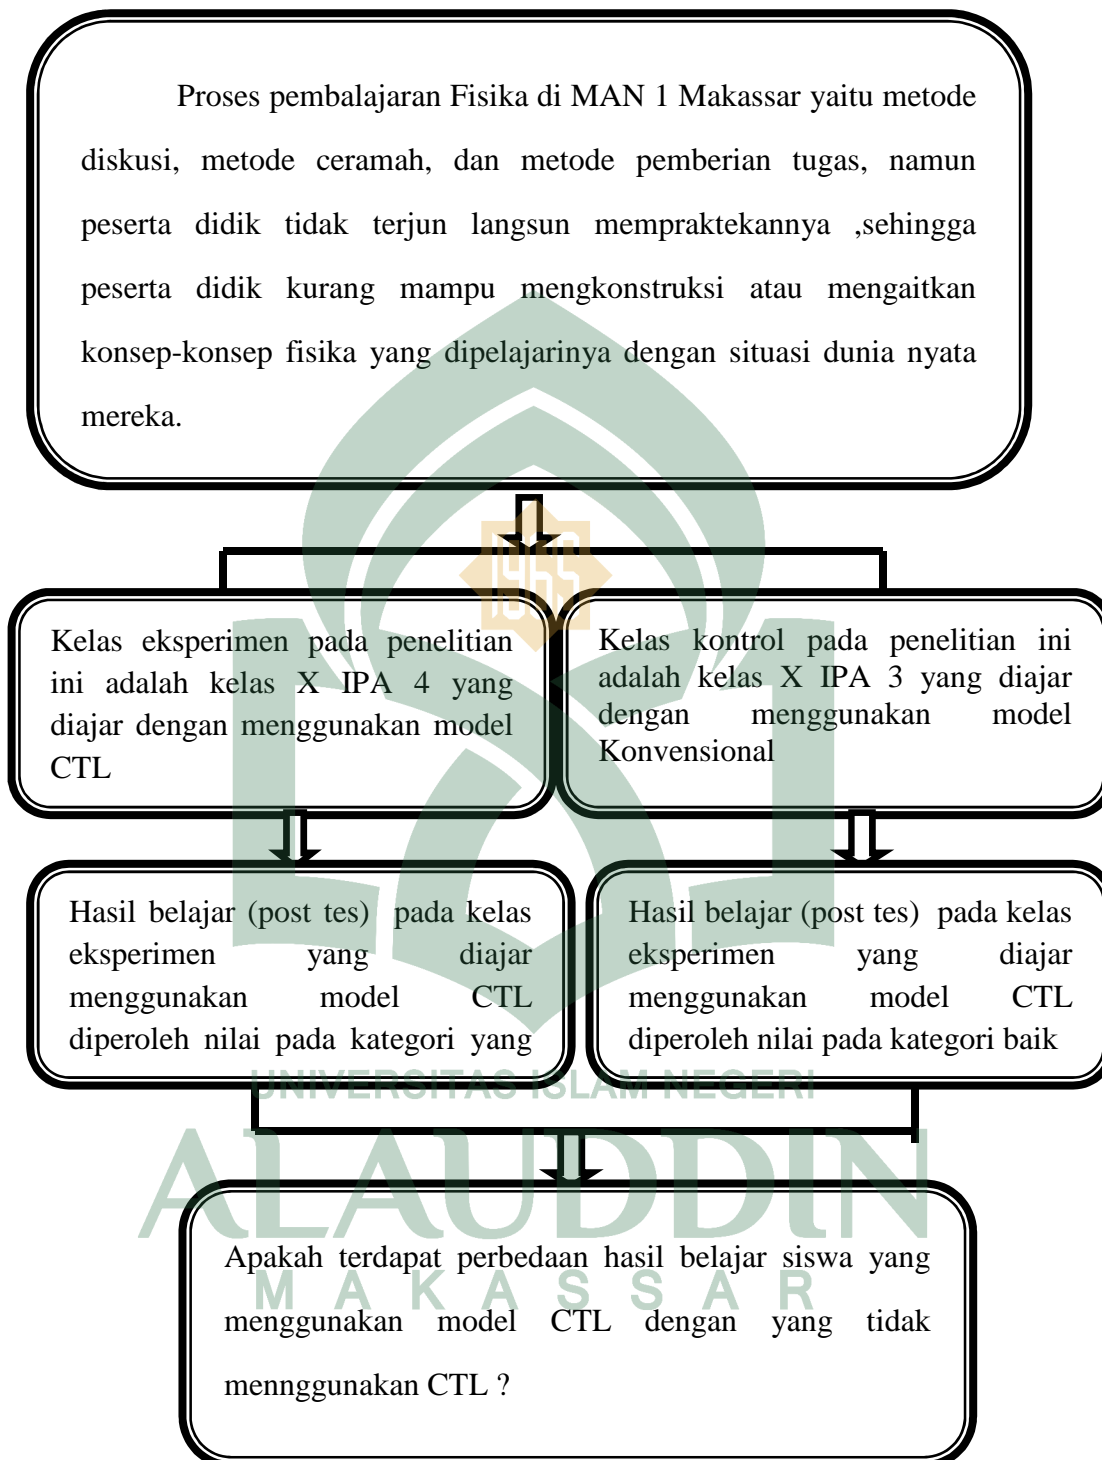 Proses pembalajaran Fisika di MAN 1 Makassar yaitu metode
diskusi, metode ceramah, dan metode pemberian tugas, namun
peserta didik tidak terjun langsun mempraktekannya ,sehingga
peserta didik kurang mampu mengkonstruksi atau mengaitkan
konsep-konsep fisika yang dipelajarinya dengan situasi dunia nyata
mereka.
1965
Kelas eksperimen pada penelitian
ini adalah kelas X IPA 4 yang
diajar dengan menggunakan model
CTL
Kelas kontrol pada penelitian ini
adalah kelas X IPA 3 yang diajar
dengan menggunakan model
Konvensional
Hasil belajar (post tes) pada kelas
eksperimen yang diajar
menggunakan model CTL
diperoleh nilai pada kategori yang
Hasil belajar (post tes) pada kelas
eksperimen yang diajar
menggunakan model CTL
diperoleh nilai pada kategori baik
UNIVERSITAS ISLAM NEGERI
ALAUDDIN
MAKASSAR
Apakah terdapat perbedaan hasil belajar siswa yang
menggunakan model CTL dengan yang tidak
mennggunakan CTL ?